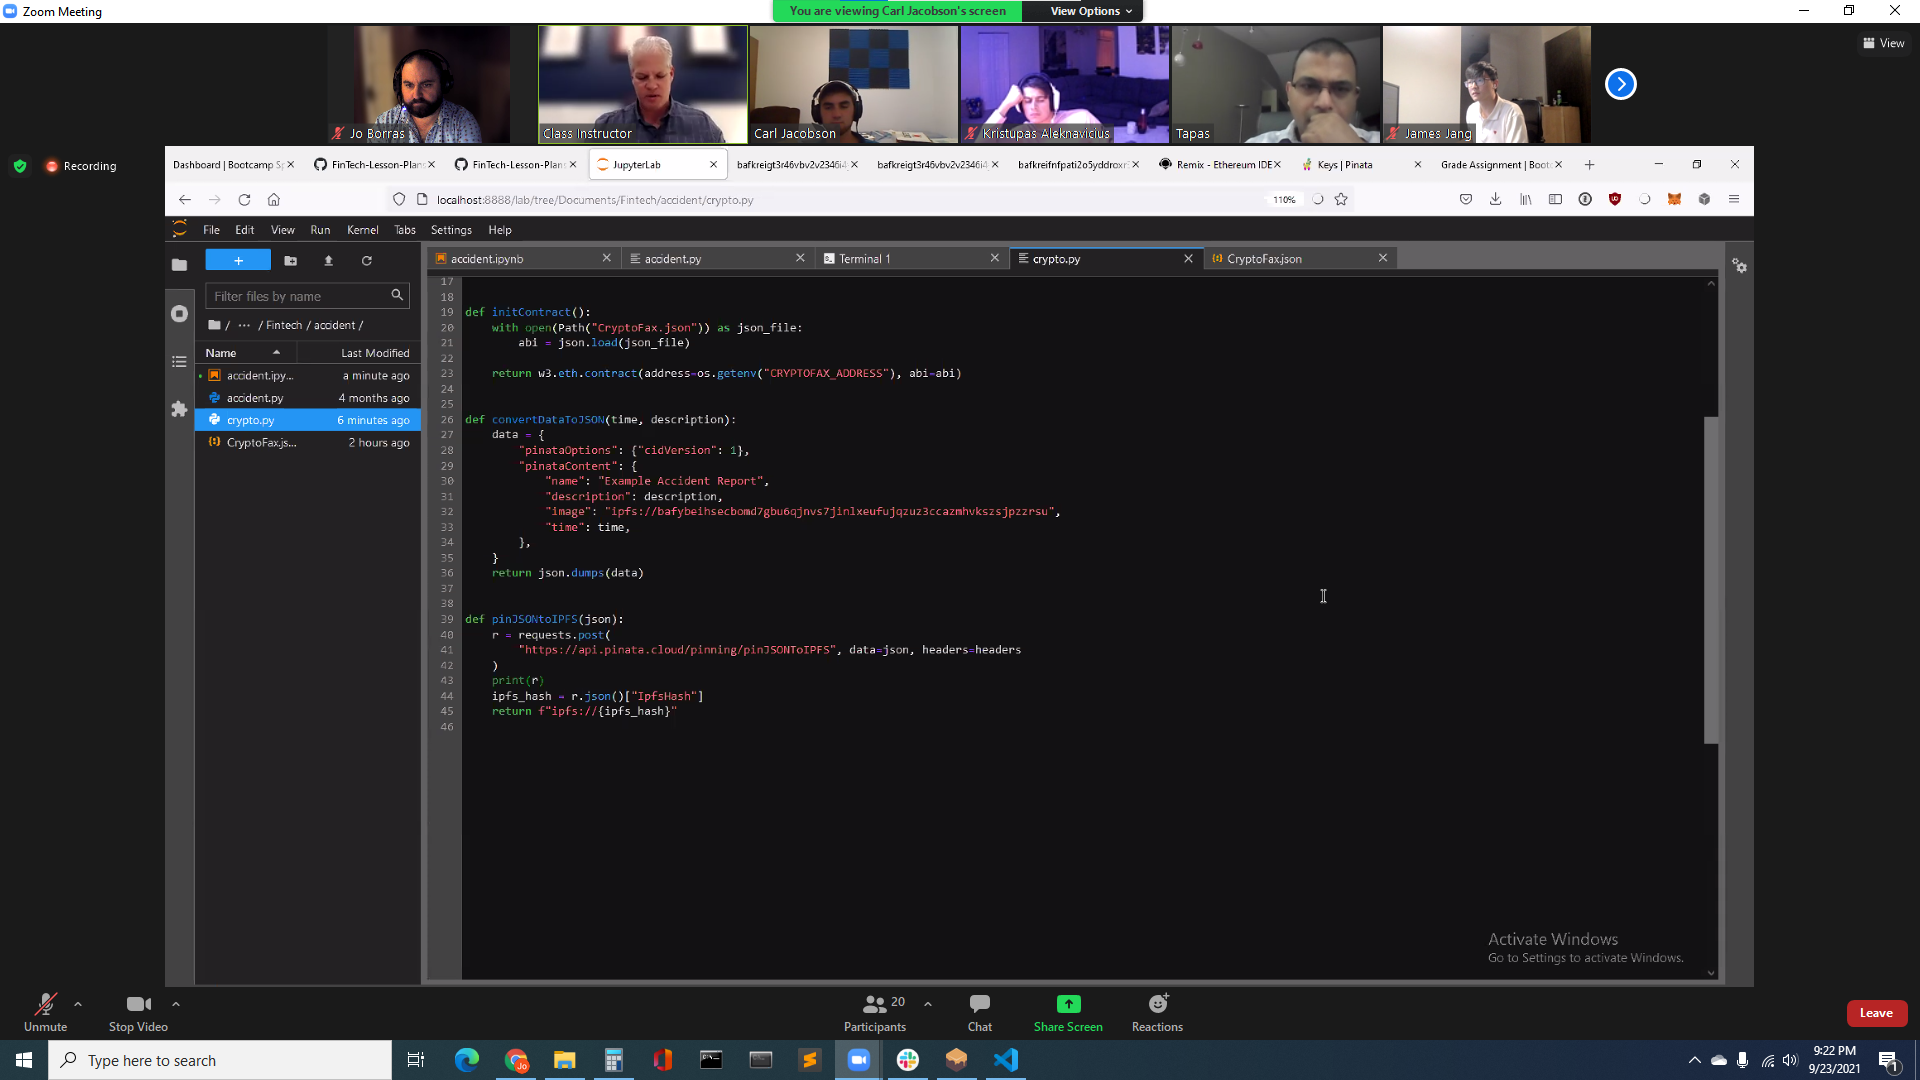 Zoom Meeting
You are viewing Carl Jacobson's screen
View Options
View
Jo Borras
Class Instructor
Carl Jacobson
Kristupas Aleknavicius
Tapas
James Jang
Recording
Dashboard | Bootcamp Sp
FinTech-Lesson-Plans
FinTech-Lesson-Plans
JupyterLab
bafkreigt3r46vbv2v2346i4
bafkreigt3r46vbv2v2346i4
bafkreifnfpati2o5yddroxr
Remix - Ethereum IDE
Keys | Pinata
Grade Assignment | Bootc
localhost:8888/lab/tree/Documents/Fintech/accident/crypto.py
110%
File Edit View Run Kernel Tabs Settings Help
+
accident.ipynb
accident.py
Terminal 1
crypto.py
CryptoFax.json
Filter files by name
/ ··· / Fintech / accident /
Name Last Modified
accident.ipy... a minute ago
accident.py 4 months ago
crypto.py 6 minutes ago
CryptoFax.js... 2 hours ago
17
18
19 def initContract():
20 with open(Path("CryptoFax.json")) as json_file:
21 abi = json.load(json_file)
22
23 return w3.eth.contract(address=os.getenv("CRYPTOFAX_ADDRESS"), abi=abi)
24
25
26 def convertDataToJSON(time, description):
27 data = {
28 "pinataOptions": {"cidVersion": 1},
29 "pinataContent": {
30 "name": "Example Accident Report",
31 "description": description,
32 "image": "ipfs://bafybeihsecbomd7gbu6qjnvs7jinlxeufujqzuz3ccazmhvkszsjpzzrsu",
33 "time": time,
34 },
35 }
36 return json.dumps(data)
37
38
39 def pinJSONtoIPFS(json):
40 r = requests.post(
41 "https://api.pinata.cloud/pinning/pinJSONToIPFS", data=json, headers=headers
42 )
43 print(r)
44 ipfs_hash = r.json()["IpfsHash"]
45 return f"ipfs://{ipfs_hash}"
46
Activate Windows
Go to Settings to activate Windows.
Unmute
Stop Video
20
Participants
Chat
Share Screen
Reactions
Leave
Type here to search
Jo
9:22 PM
9/23/2021
1